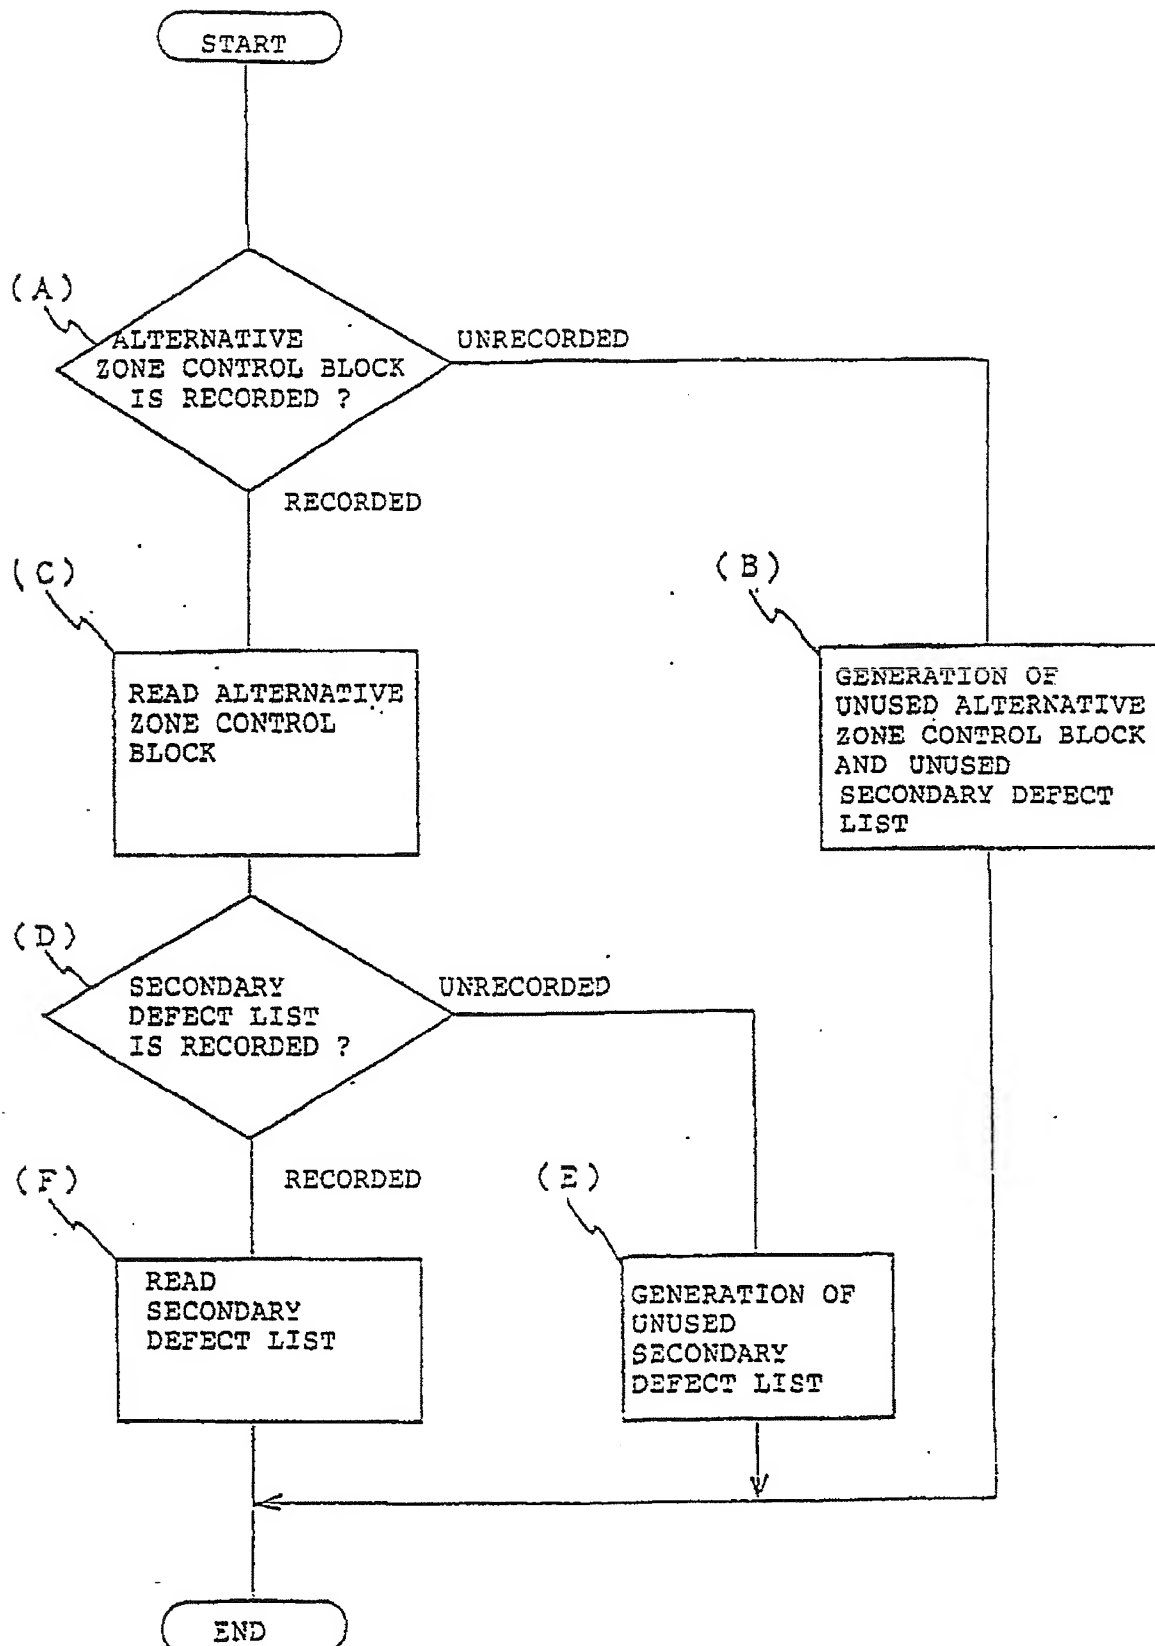 START
(A)
ALTERNATIVE
ZONE CONTROL BLOCK
IS RECORDED ?
UNRECORDED
RECORDED
(C)
(B)
READ ALTERNATIVE
ZONE CONTROL
BLOCK
GENERATION OF
UNUSED ALTERNATIVE
ZONE CONTROL BLOCK
AND UNUSED
SECONDARY DEFECT
LIST
(D)
SECONDARY
DEFECT LIST
IS RECORDED ?
UNRECORDED
RECORDED
(F)
(E)
READ
SECONDARY
DEFECT LIST
GENERATION OF
UNUSED
SECONDARY
DEFECT LIST
END